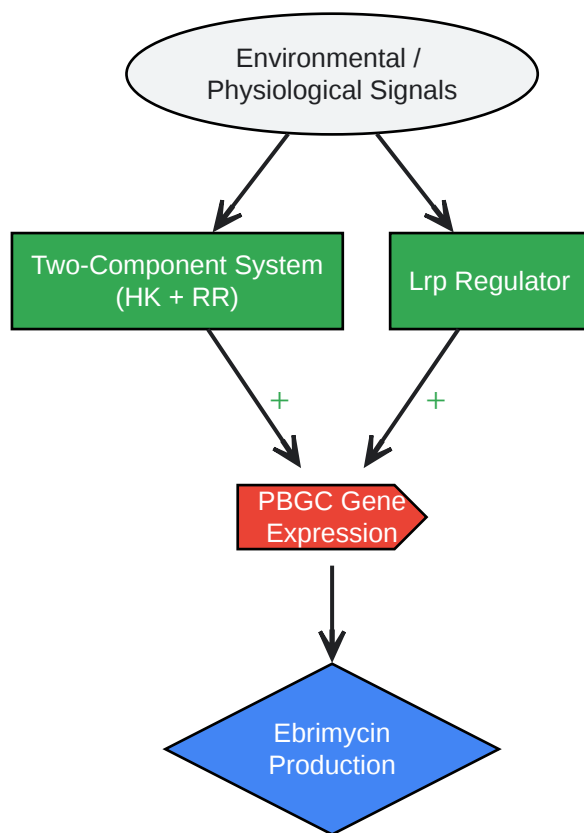 Environmental /
Physiological Signals
Two-Component System
(HK + RR)
Lrp Regulator
+
+
PBGC Gene
Expression
Ebrimycin
Production